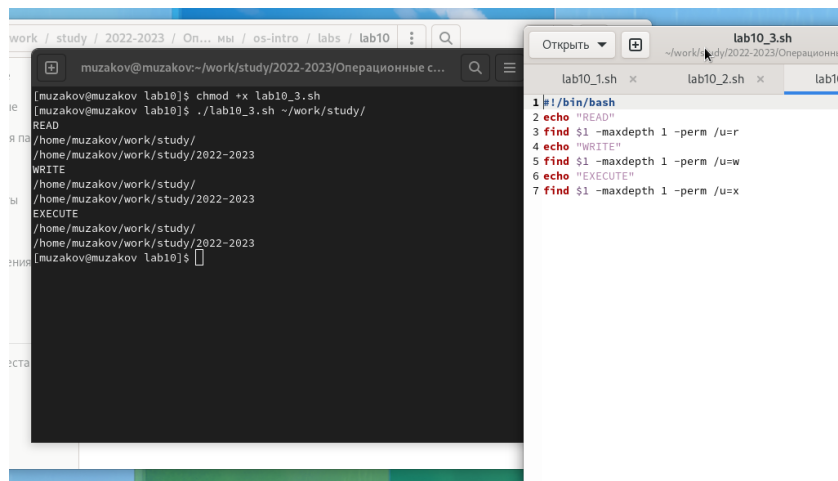 work / study / 2022-2023 / Оп... мы / os-intro / labs / lab10
muzakov@muzakov:~/work/study/2022-2023/Операционные с...
[muzakov@muzakov lab10]$ chmod +x lab10_3.sh
[muzakov@muzakov lab10]$ ./lab10_3.sh ~/work/study/
READ
/home/muzakov/work/study/
/home/muzakov/work/study/2022-2023
WRITE
/home/muzakov/work/study/
/home/muzakov/work/study/2022-2023
EXECUTE
/home/muzakov/work/study/
/home/muzakov/work/study/2022-2023
[muzakov@muzakov lab10]$
Открыть
lab10_3.sh
~/work/study/2022-2023/Операционны
lab10_1.sh × lab10_2.sh × lab1
1 #!/bin/bash
2 echo "READ"
3 find $1 -maxdepth 1 -perm /u=r
4 echo "WRITE"
5 find $1 -maxdepth 1 -perm /u=w
6 echo "EXECUTE"
7 find $1 -maxdepth 1 -perm /u=x